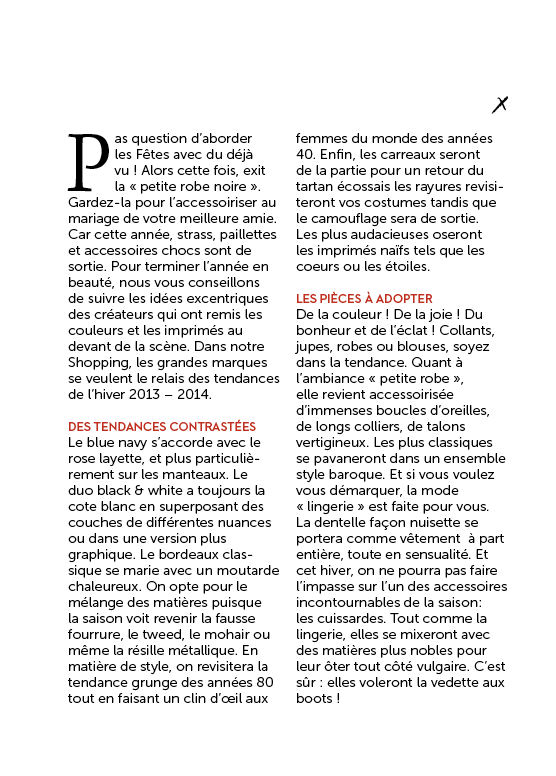 Pas question d’aborder
les Fêtes avec du déjà
vu ! Alors cette fois, exit
la « petite robe noire ».
Gardez-la pour l’accessoiriser au
mariage de votre meilleure amie.
Car cette année, strass, paillettes
et accessoires chocs sont de
sortie. Pour terminer l’année en
beauté, nous vous conseillons
de suivre les idées excentriques
des créateurs qui ont remis les
couleurs et les imprimés au
devant de la scène. Dans notre
Shopping, les grandes marques
se veulent le relais des tendances
de l’hiver 2013 – 2014.
DES TENDANCES CONTRASTÉES
Le blue navy s’accorde avec le
rose layette, et plus particuliè-
rement sur les manteaux. Le
duo black & white a toujours la
cote blanc en superposant des
couches de différentes nuances
ou dans une version plus
graphique. Le bordeaux clas-
sique se marie avec un moutarde
chaleureux. On opte pour le
mélange des matières puisque
la saison voit revenir la fausse
fourrure, le tweed, le mohair ou
même la résille métallique. En
matière de style, on revisitera la
tendance grunge des années 80
tout en faisant un clin d’œil aux
femmes du monde des années
40. Enfin, les carreaux seront
de la partie pour un retour du
tartan écossais les rayures revisi-
teront vos costumes tandis que
le camouflage sera de sortie.
Les plus audacieuses oseront
les imprimés naïfs tels que les
coeurs ou les étoiles.
LES PIÈCES À ADOPTER
De la couleur ! De la joie ! Du
bonheur et de l’éclat ! Collants,
jupes, robes ou blouses, soyez
dans la tendance. Quant à
l’ambiance « petite robe »,
elle revient accessoirisée
d’immenses boucles d’oreilles,
de longs colliers, de talons
vertigineux. Les plus classiques
se pavaneront dans un ensemble
style baroque. Et si vous voulez
vous démarquer, la mode
« lingerie » est faite pour vous.
La dentelle façon nuisette se
portera comme vêtement  à part
entière, toute en sensualité. Et
cet hiver, on ne pourra pas faire
l’impasse sur l’un des accessoires
incontournables de la saison:
les cuissardes. Tout comme la
lingerie, elles se mixeront avec
des matières plus nobles pour
leur ôter tout côté vulgaire. C’est
sûr : elles voleront la vedette aux
boots !